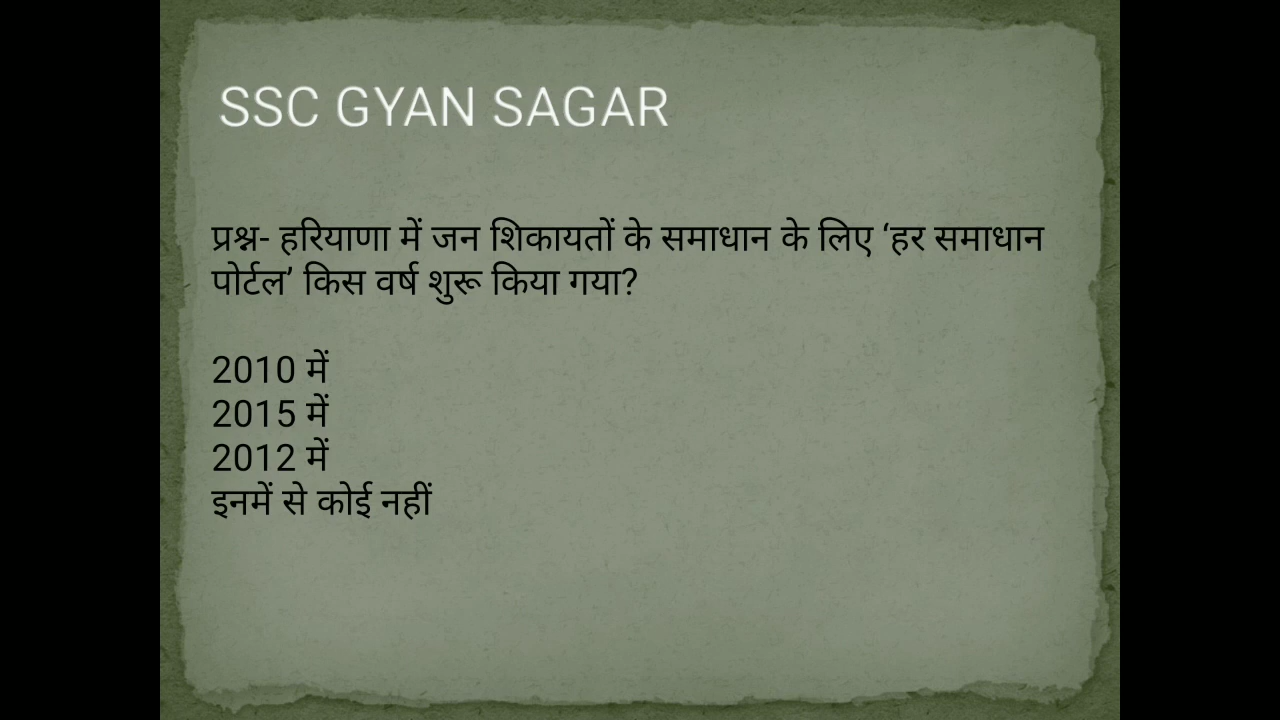 SSC GYAN SAGAR
प्रश्न- हरियाणा में जन शिकायतों के समाधान के लिए ‘हर समाधान
पोर्टल’ किस वर्ष शुरू किया गया?
2010 में
2015 में
2012 में
इनमें से कोई नहीं